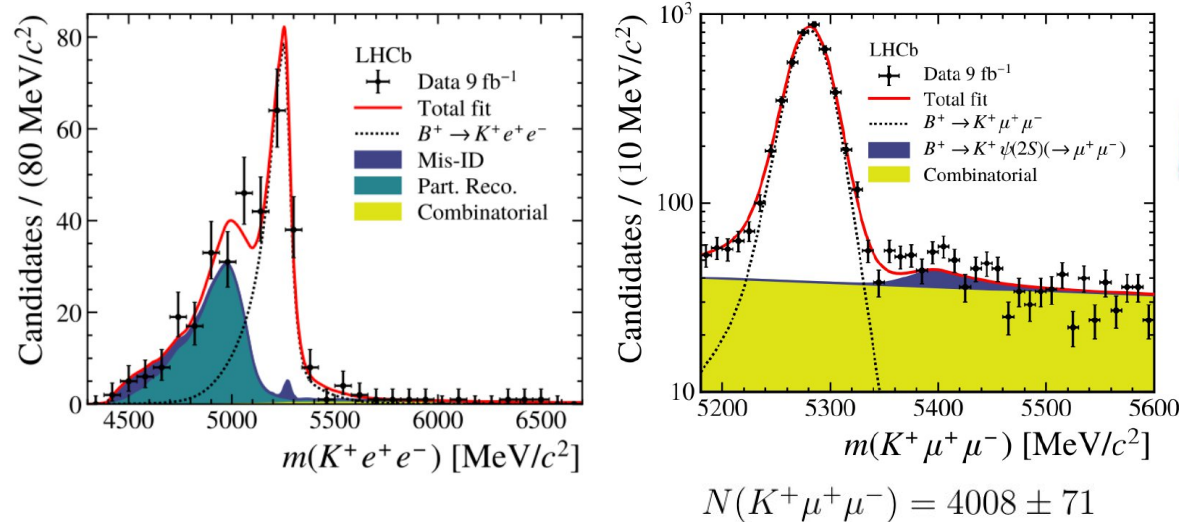 80
60
40
20
0
4500 5000 5500 6000 6500
Candidates / (80 MeV/c²)
m(K⁺e⁺e⁻) [MeV/c²]
LHCb
Data 9 fb⁻¹
Total fit
B⁺ → K⁺e⁺e⁻
Mis-ID
Part. Reco.
Combinatorial
10³
100
10
5200 5300 5400 5500 5600
Candidates / (10 MeV/c²)
m(K⁺μ⁺μ⁻) [MeV/c²]
LHCb
Data 9 fb⁻¹
Total fit
B⁺ → K⁺μ⁺μ⁻
B⁺ → K⁺ψ(2S)(→ μ⁺μ⁻)
Combinatorial
N(K⁺μ⁺μ⁻) = 4008 ± 71